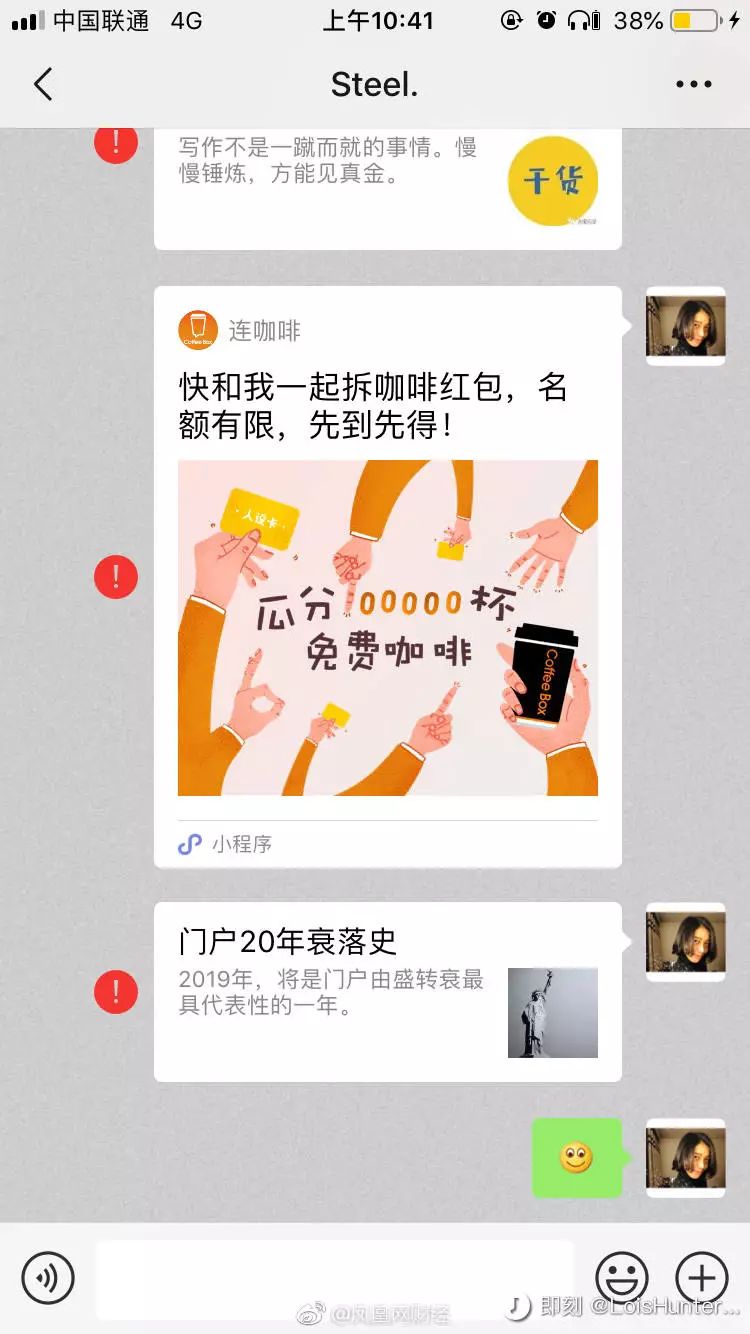 中国联通 4G 上午10:41 38%
Steel.
写作不是一蹴而就的事情。慢
慢锤炼，方能见真金。
干货
连咖啡
快和我一起拆咖啡红包，名
额有限，先到先得！
人设卡
瓜分100000杯
免费咖啡
Coffee Box
小程序
门户20年衰落史
2019年，将是门户由盛转衰最
具代表性的一年。
@凤凰网财经
即刻 @LoisHunter...